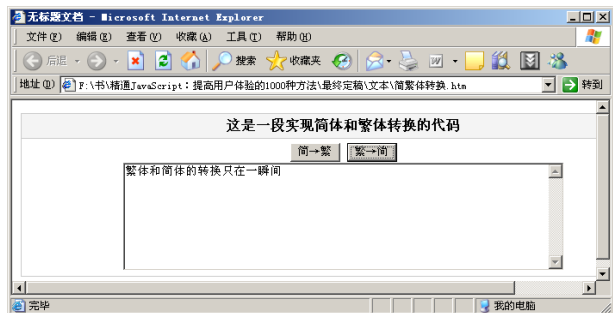 无标题文档 - Microsoft Internet Explorer
文件(F) 编辑(E) 查看(V) 收藏(A) 工具(T) 帮助(H)
后退 搜索 收藏夹
地址(D) F:\书\精通JavaScript：提高用户体验的1000种方法\最终定稿\文本\简繁体转换.htm 转到
这是一段实现简体和繁体转换的代码
简→繁 繁→简
繁体和简体的转换只在一瞬间
完毕 我的电脑